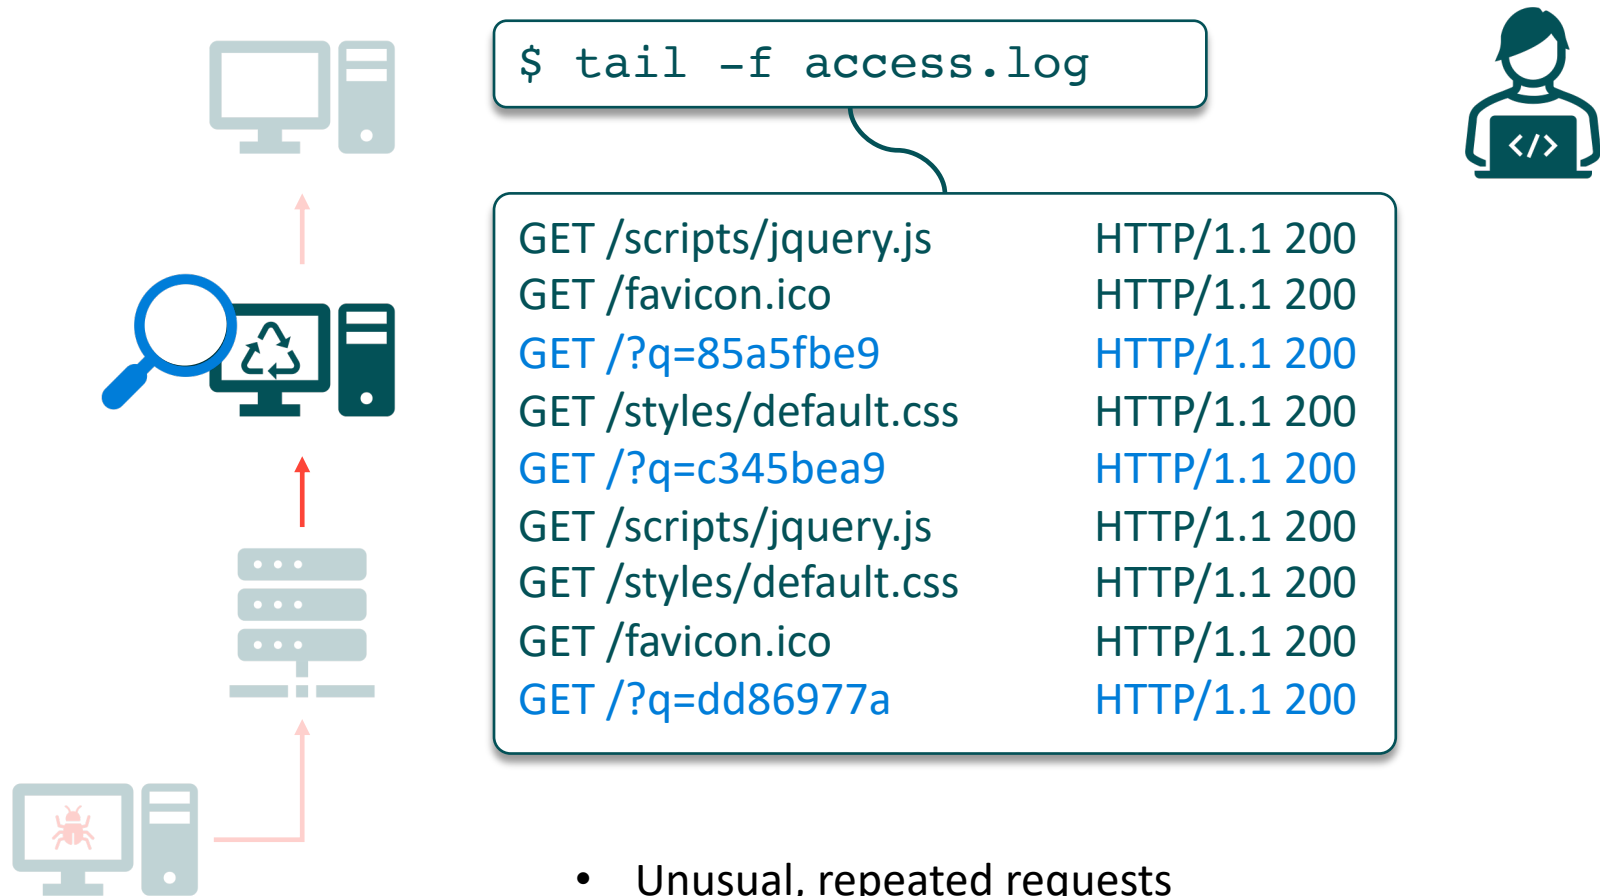 $ tail -f access.log
</>
GET /scripts/jquery.js HTTP/1.1 200
GET /favicon.ico HTTP/1.1 200
GET /?q=85a5fbe9 HTTP/1.1 200
GET /styles/default.css HTTP/1.1 200
GET /?q=c345bea9 HTTP/1.1 200
GET /scripts/jquery.js HTTP/1.1 200
GET /styles/default.css HTTP/1.1 200
GET /favicon.ico HTTP/1.1 200
GET /?q=dd86977a HTTP/1.1 200
• Unusual, repeated requests